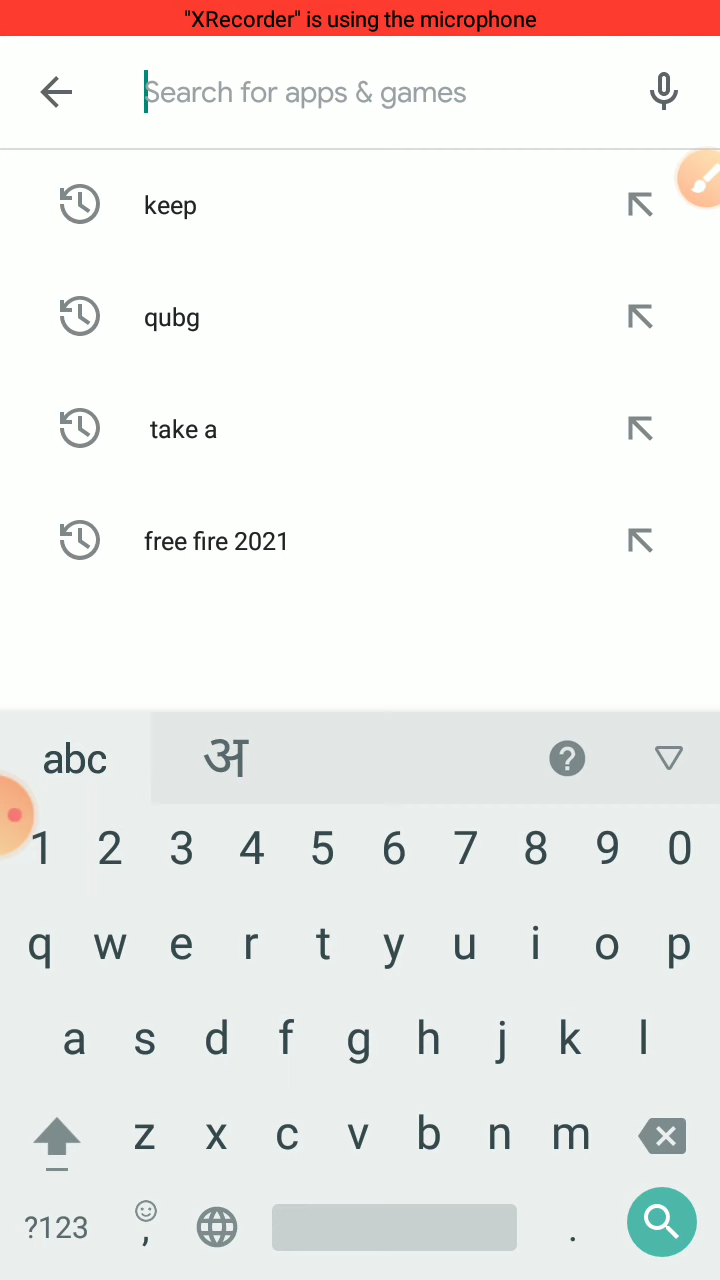 "XRecorder" is using the microphone
Search for apps & games
keep
qubg
take a
free fire 2021
abc अ ?
1 2 3 4 5 6 7 8 9 0
q w e r t y u i o p
a s d f g h j k l
z x c v b n m
?123 , .